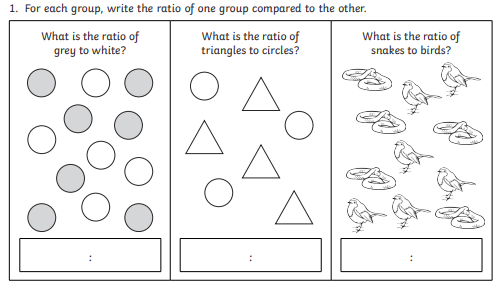 1. For each group, write the ratio of one group compared to the other.
What is the ratio of
grey to white?
What is the ratio of
triangles to circles?
What is the ratio of
snakes to birds?
:
:
: